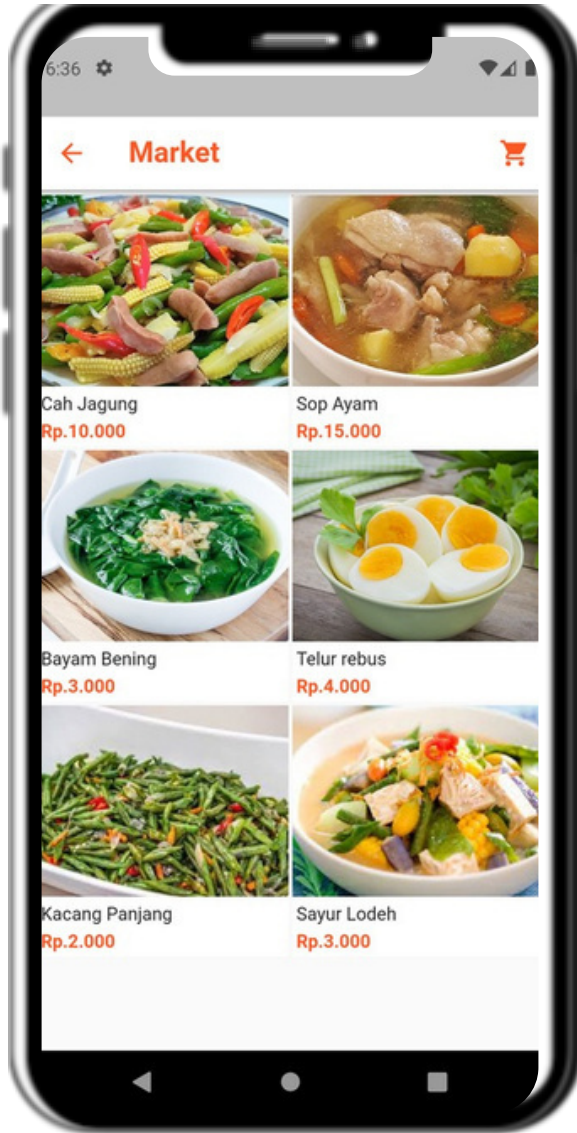 6:36
Market
Cah Jagung
Rp.10.000
Sop Ayam
Rp.15.000
Bayam Bening
Rp.3.000
Telur rebus
Rp.4.000
Kacang Panjang
Rp.2.000
Sayur Lodeh
Rp.3.000